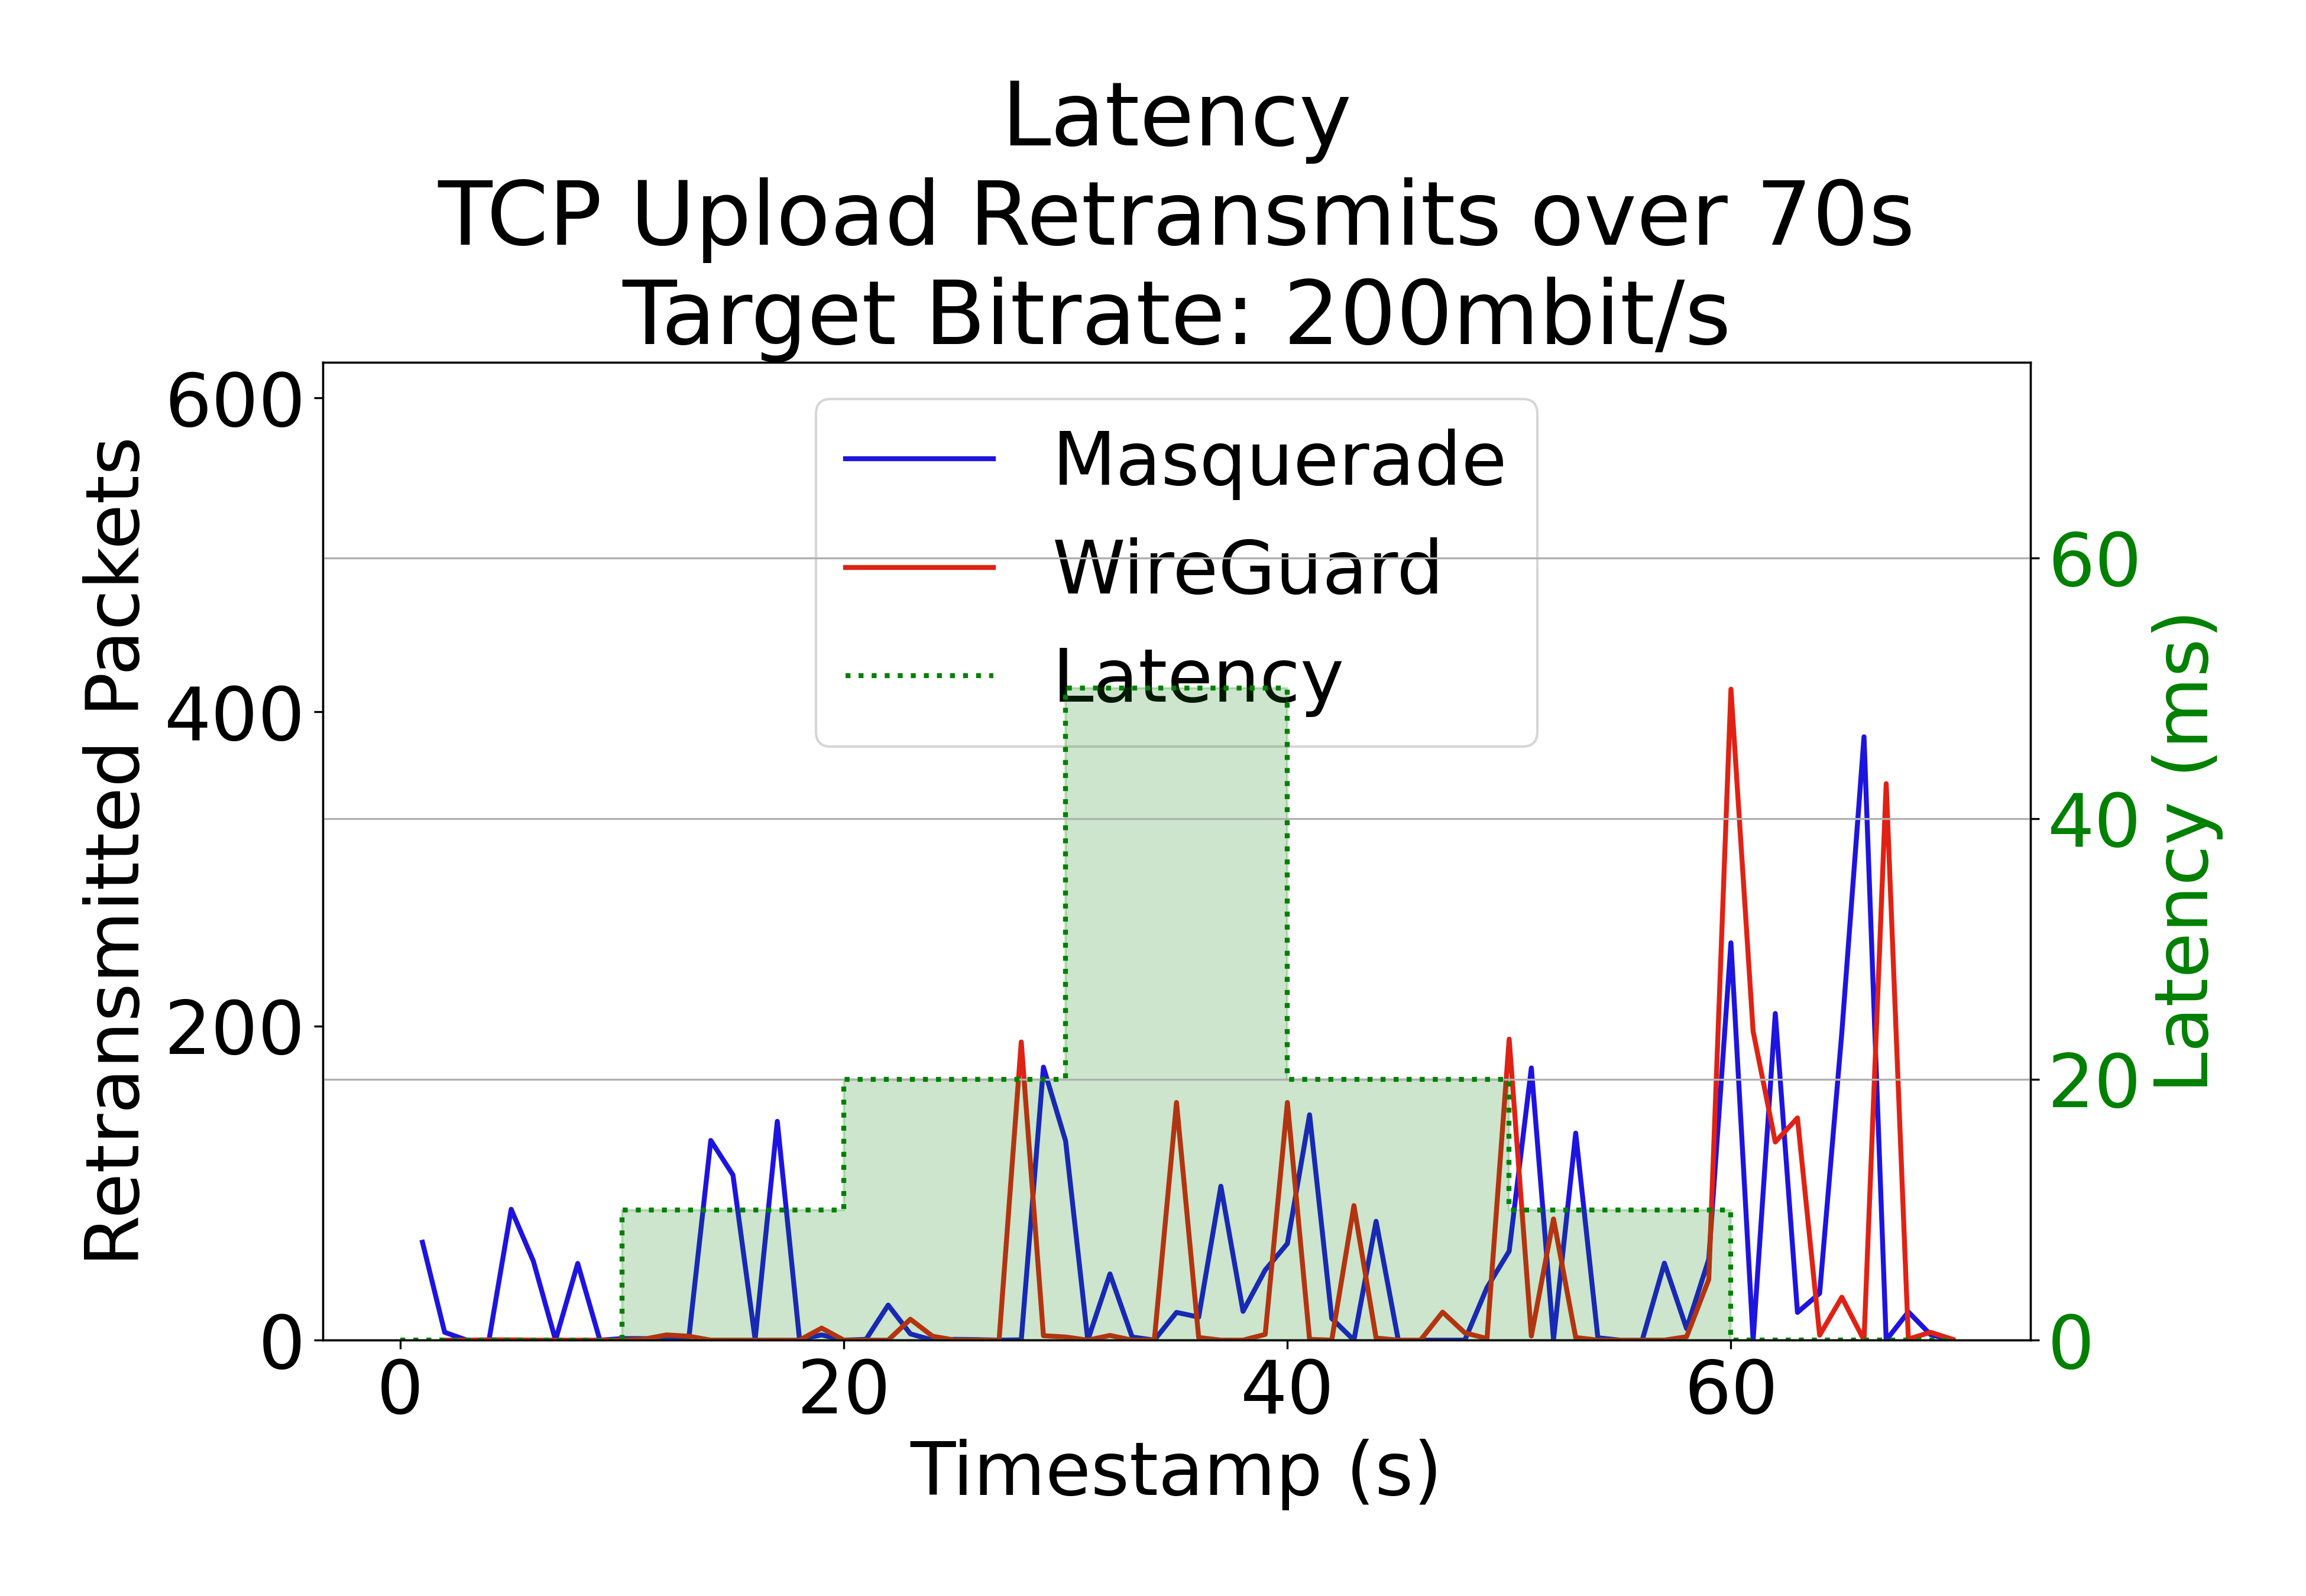 Latency
TCP Upload Retransmits over 70s
Target Bitrate: 200mbit/s
Retransmitted Packets
600
400
200
0
Masquerade
WireGuard
Latency
60
40
20
0
Latency (ms)
0
20
40
60
Timestamp (s)